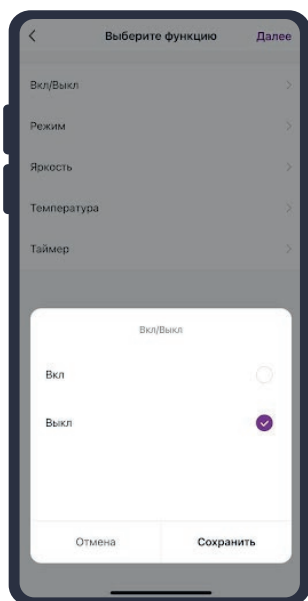 Выберите функцию Далее
Вкл/Выкл
Режим
Яркость
Температура
Таймер
Вкл/Выкл
Вкл
Выкл
Отмена Сохранить